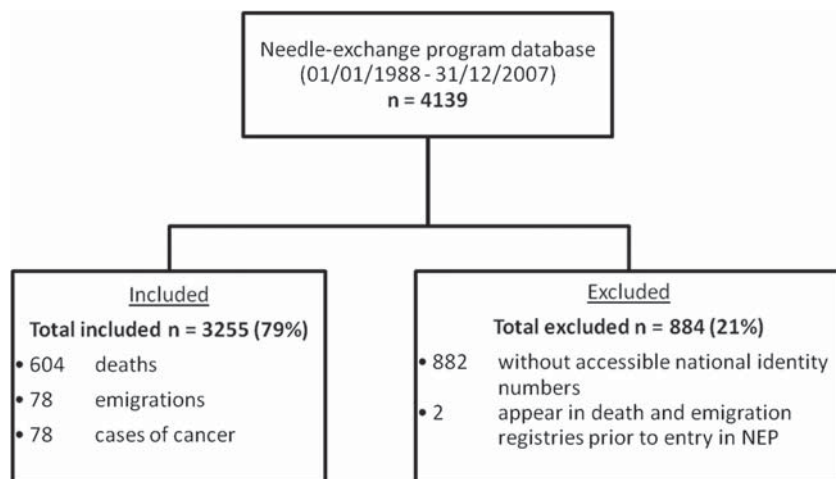 Needle-exchange program database
(01/01/1988 - 31/12/2007)
n = 4139
Included
Total included n = 3255 (79%)
• 604 deaths
• 78 emigrations
• 78 cases of cancer
Excluded
Total excluded n = 884 (21%)
• 882 without accessible national identity
numbers
• 2 appear in death and emigration
registries prior to entry in NEP